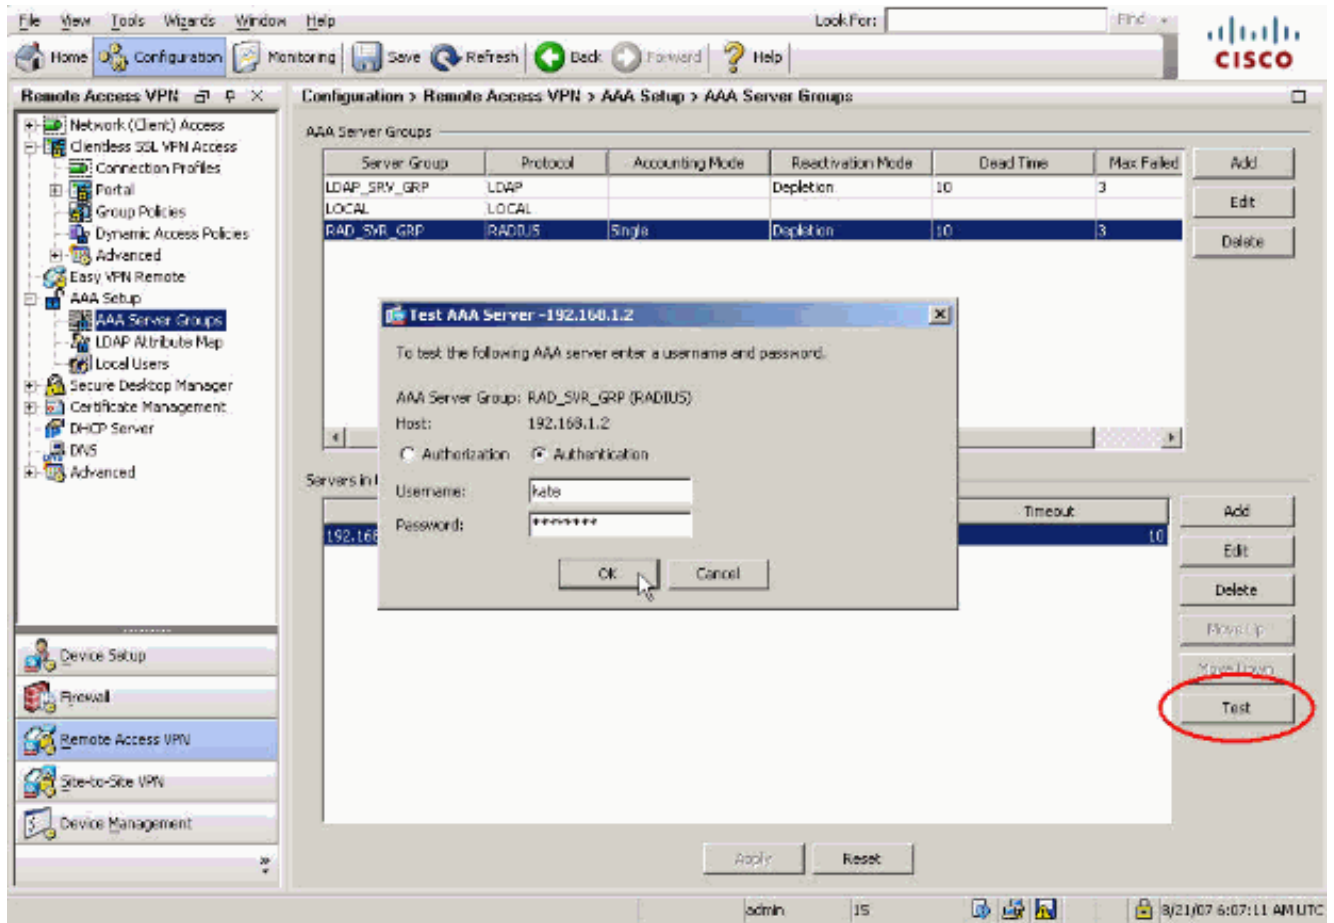 File View Tools Wizards Window Help Look For: Find
Home Configuration Monitoring Save Refresh Back Forward Help
CISCO
Remote Access VPN
Network (Client) Access
Clientless SSL VPN Access
Connection Profiles
Portal
Group Policies
Dynamic Access Policies
Advanced
Easy VPN Remote
AAA Setup
AAA Server Groups
LDAP Attribute Map
Local Users
Secure Desktop Manager
Certificate Management
DHCP Server
DNS
Advanced
Device Setup
Firewall
Remote Access VPN
Site-to-Site VPN
Device Management
Configuration > Remote Access VPN > AAA Setup > AAA Server Groups
AAA Server Groups
Server Group Protocol Accounting Mode Reactivation Mode Dead Time Max Failed
LDAP_SRV_GRP LDAP Depletion 10 3
LOCAL LOCAL
RAD_SVR_GRP RADIUS Single Depletion 10 3
Add
Edit
Delete
Test AAA Server -192.168.1.2
To test the following AAA server enter a username and password.
AAA Server Group: RAD_SVR_GRP (RADIUS)
Host: 192.168.1.2
Authorization Authentication
Username: kate
Password: ********
OK Cancel
Servers in
Timeout
192.168 10
Add
Edit
Delete
Move Up
Move Down
Test
Apply Reset
admin 15 8/21/07 6:07:11 AM UTC